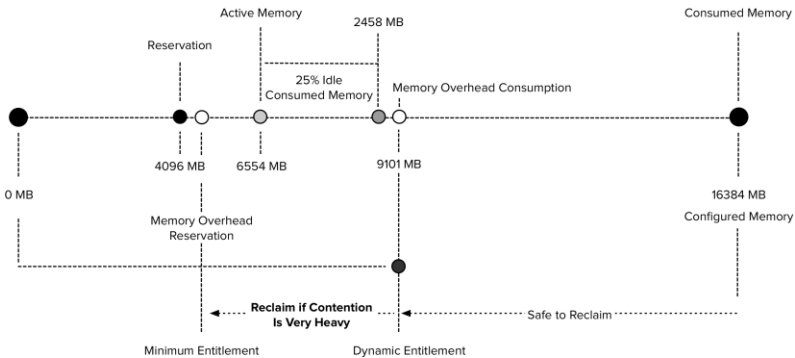 Active Memory
2458 MB
Consumed Memory
Reservation
25% Idle
Consumed Memory
Memory Overhead Consumption
4096 MB
6554 MB
9101 MB
0 MB
16384 MB
Configured Memory
Memory Overhead
Reservation
Reclaim if Contention
Is Very Heavy
Safe to Reclaim
Minimum Entitlement
Dynamic Entitlement